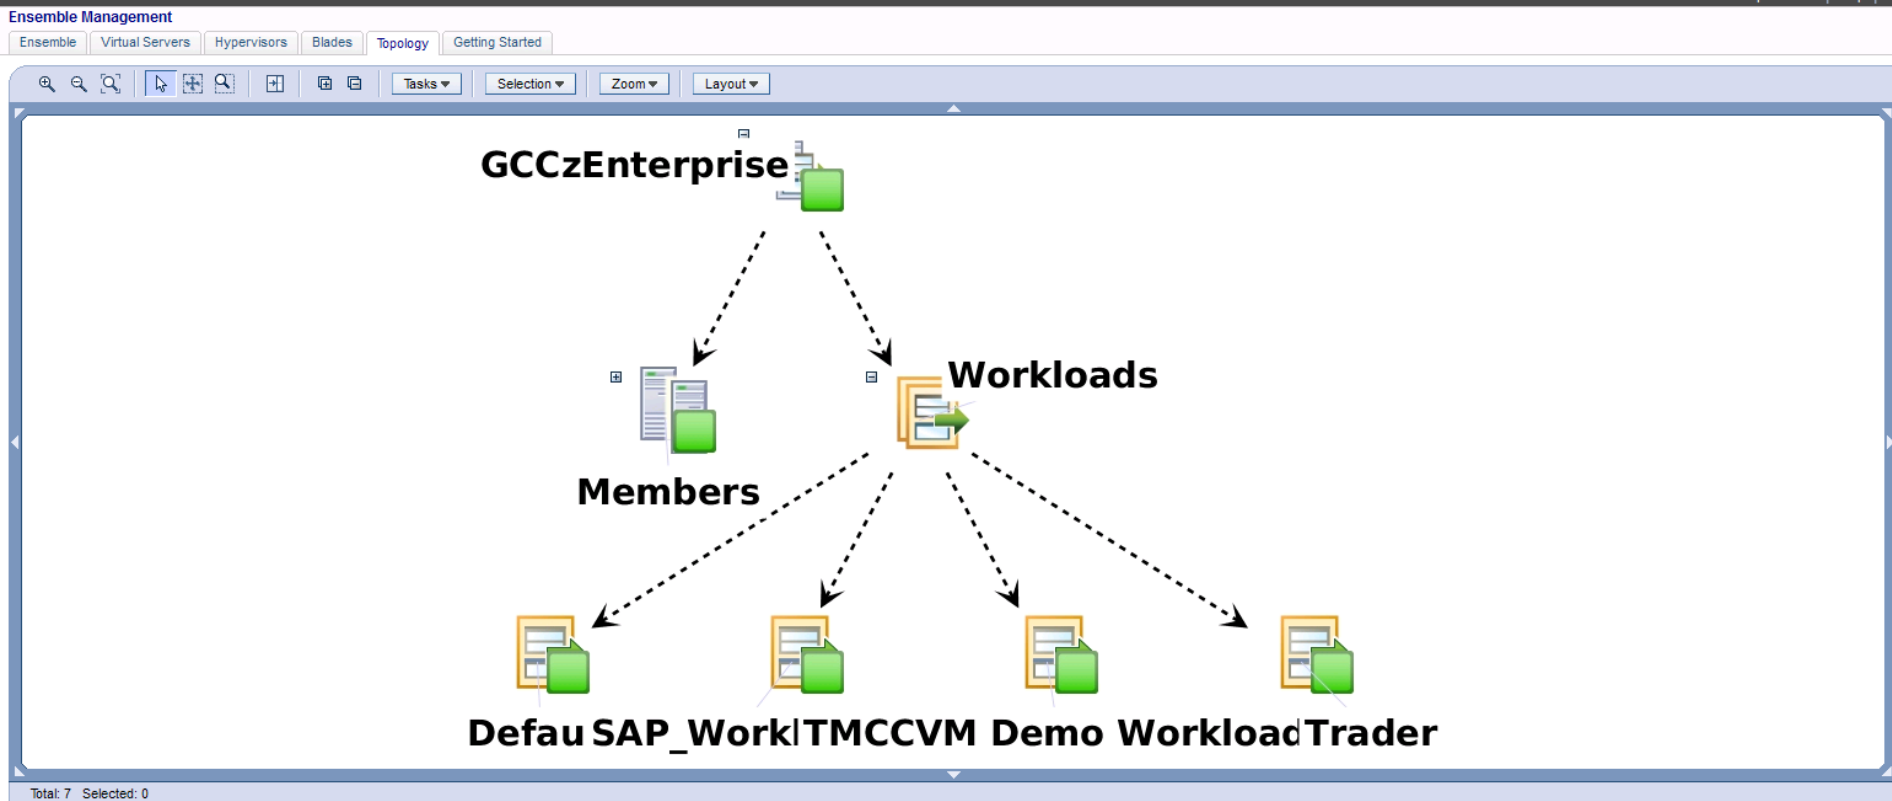 Ensemble Management
Ensemble Virtual Servers Hypervisors Blades Topology Getting Started
Tasks Selection Zoom Layout
GCCzEnterprise
Workloads
Members
Defau SAP_Workl TMCCVM Demo Workload Trader
Total: 7 Selected: 0